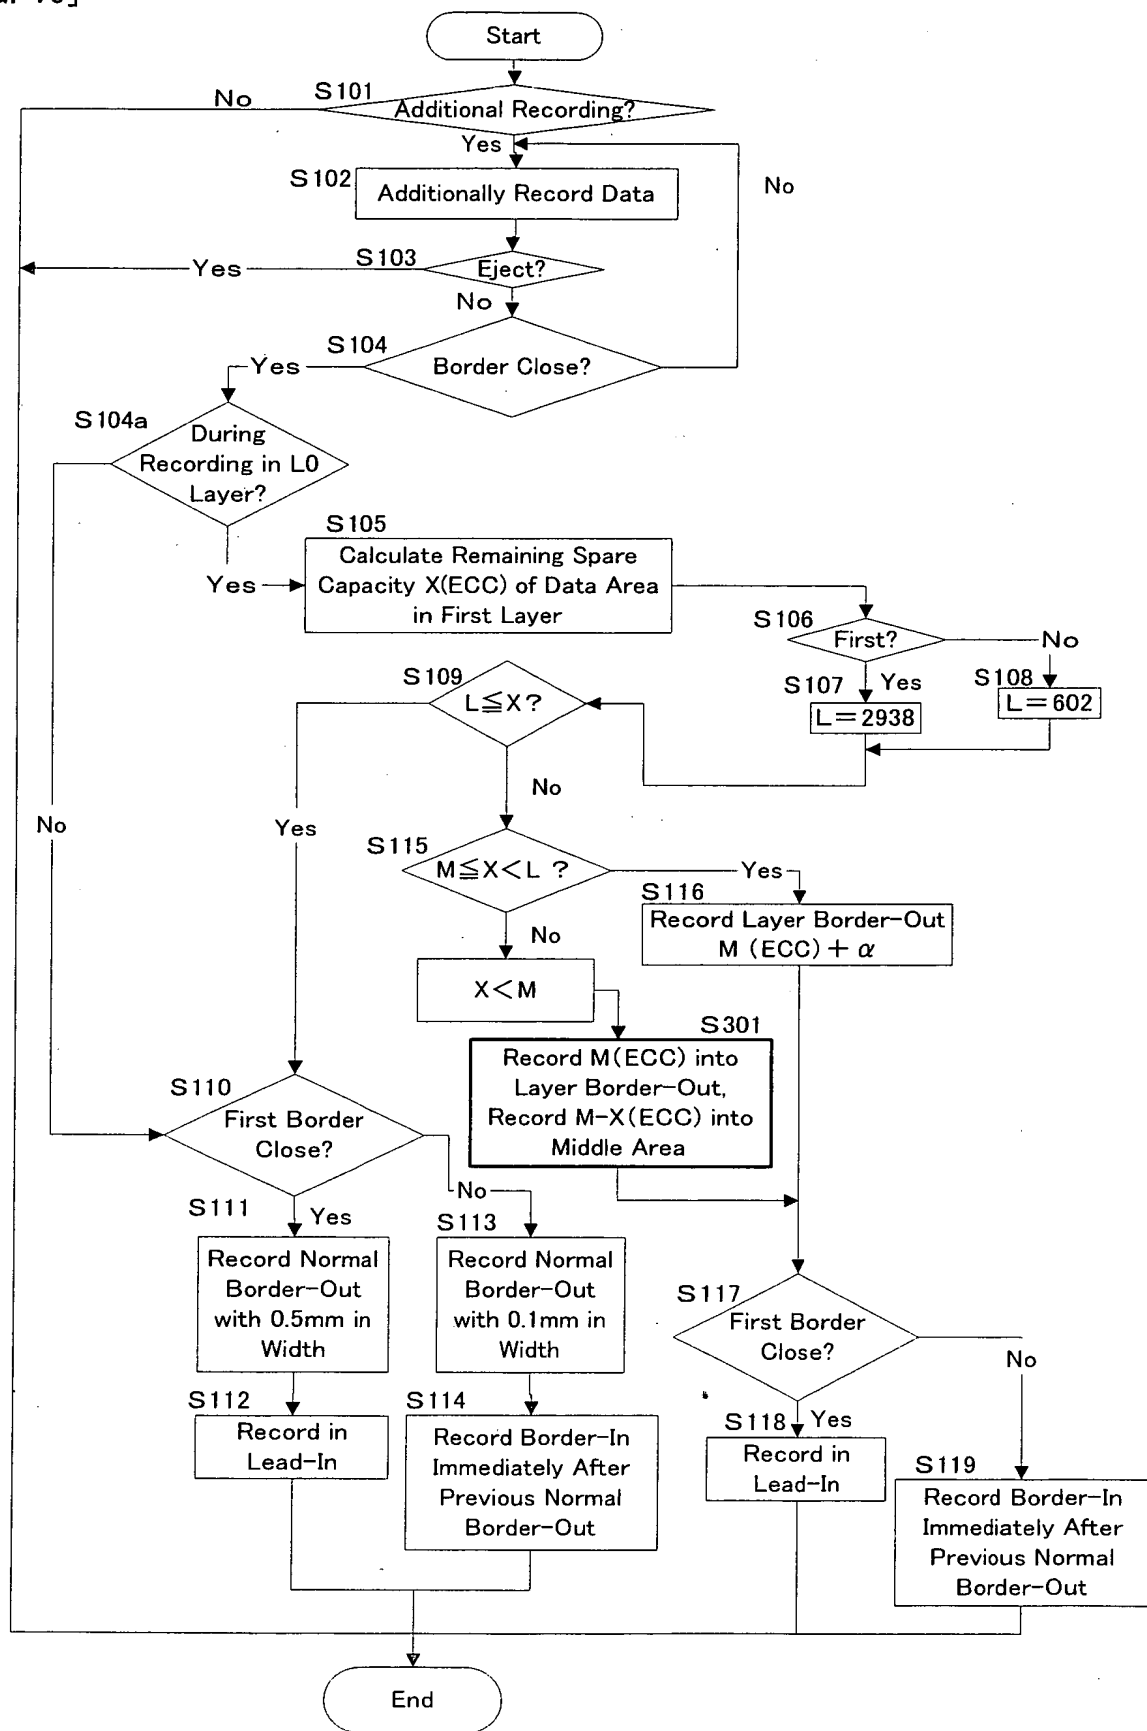 Start
S101
No
Additional Recording?
Yes
S102
Additionally Record Data
No
S103
Yes
Eject?
No
S104
Yes
Border Close?
S104a
During
Recording in L0
Layer?
S105
Calculate Remaining Spare
Capacity X(ECC) of Data Area
in First Layer
Yes
S106
First?
No
S107
Yes
S108
L=2938
L=602
S109
L≦X?
No
No
Yes
S115
M≦X<L ?
Yes
S116
Record Layer Border-Out
M (ECC)+ α
No
X<M
S301
Record M(ECC) into
Layer Border-Out,
Record M-X(ECC) into
Middle Area
S110
First Border
Close?
No
S111
Yes
S113
Record Normal
Border-Out
with 0.5mm in
Width
Record Normal
Border-Out
with 0.1mm in
Width
S117
First Border
Close?
No
S112
Record in
Lead-In
S114
Record Border-In
Immediately After
Previous Normal
Border-Out
S118
Yes
Record in
Lead-In
S119
Record Border-In
Immediately After
Previous Normal
Border-Out
End